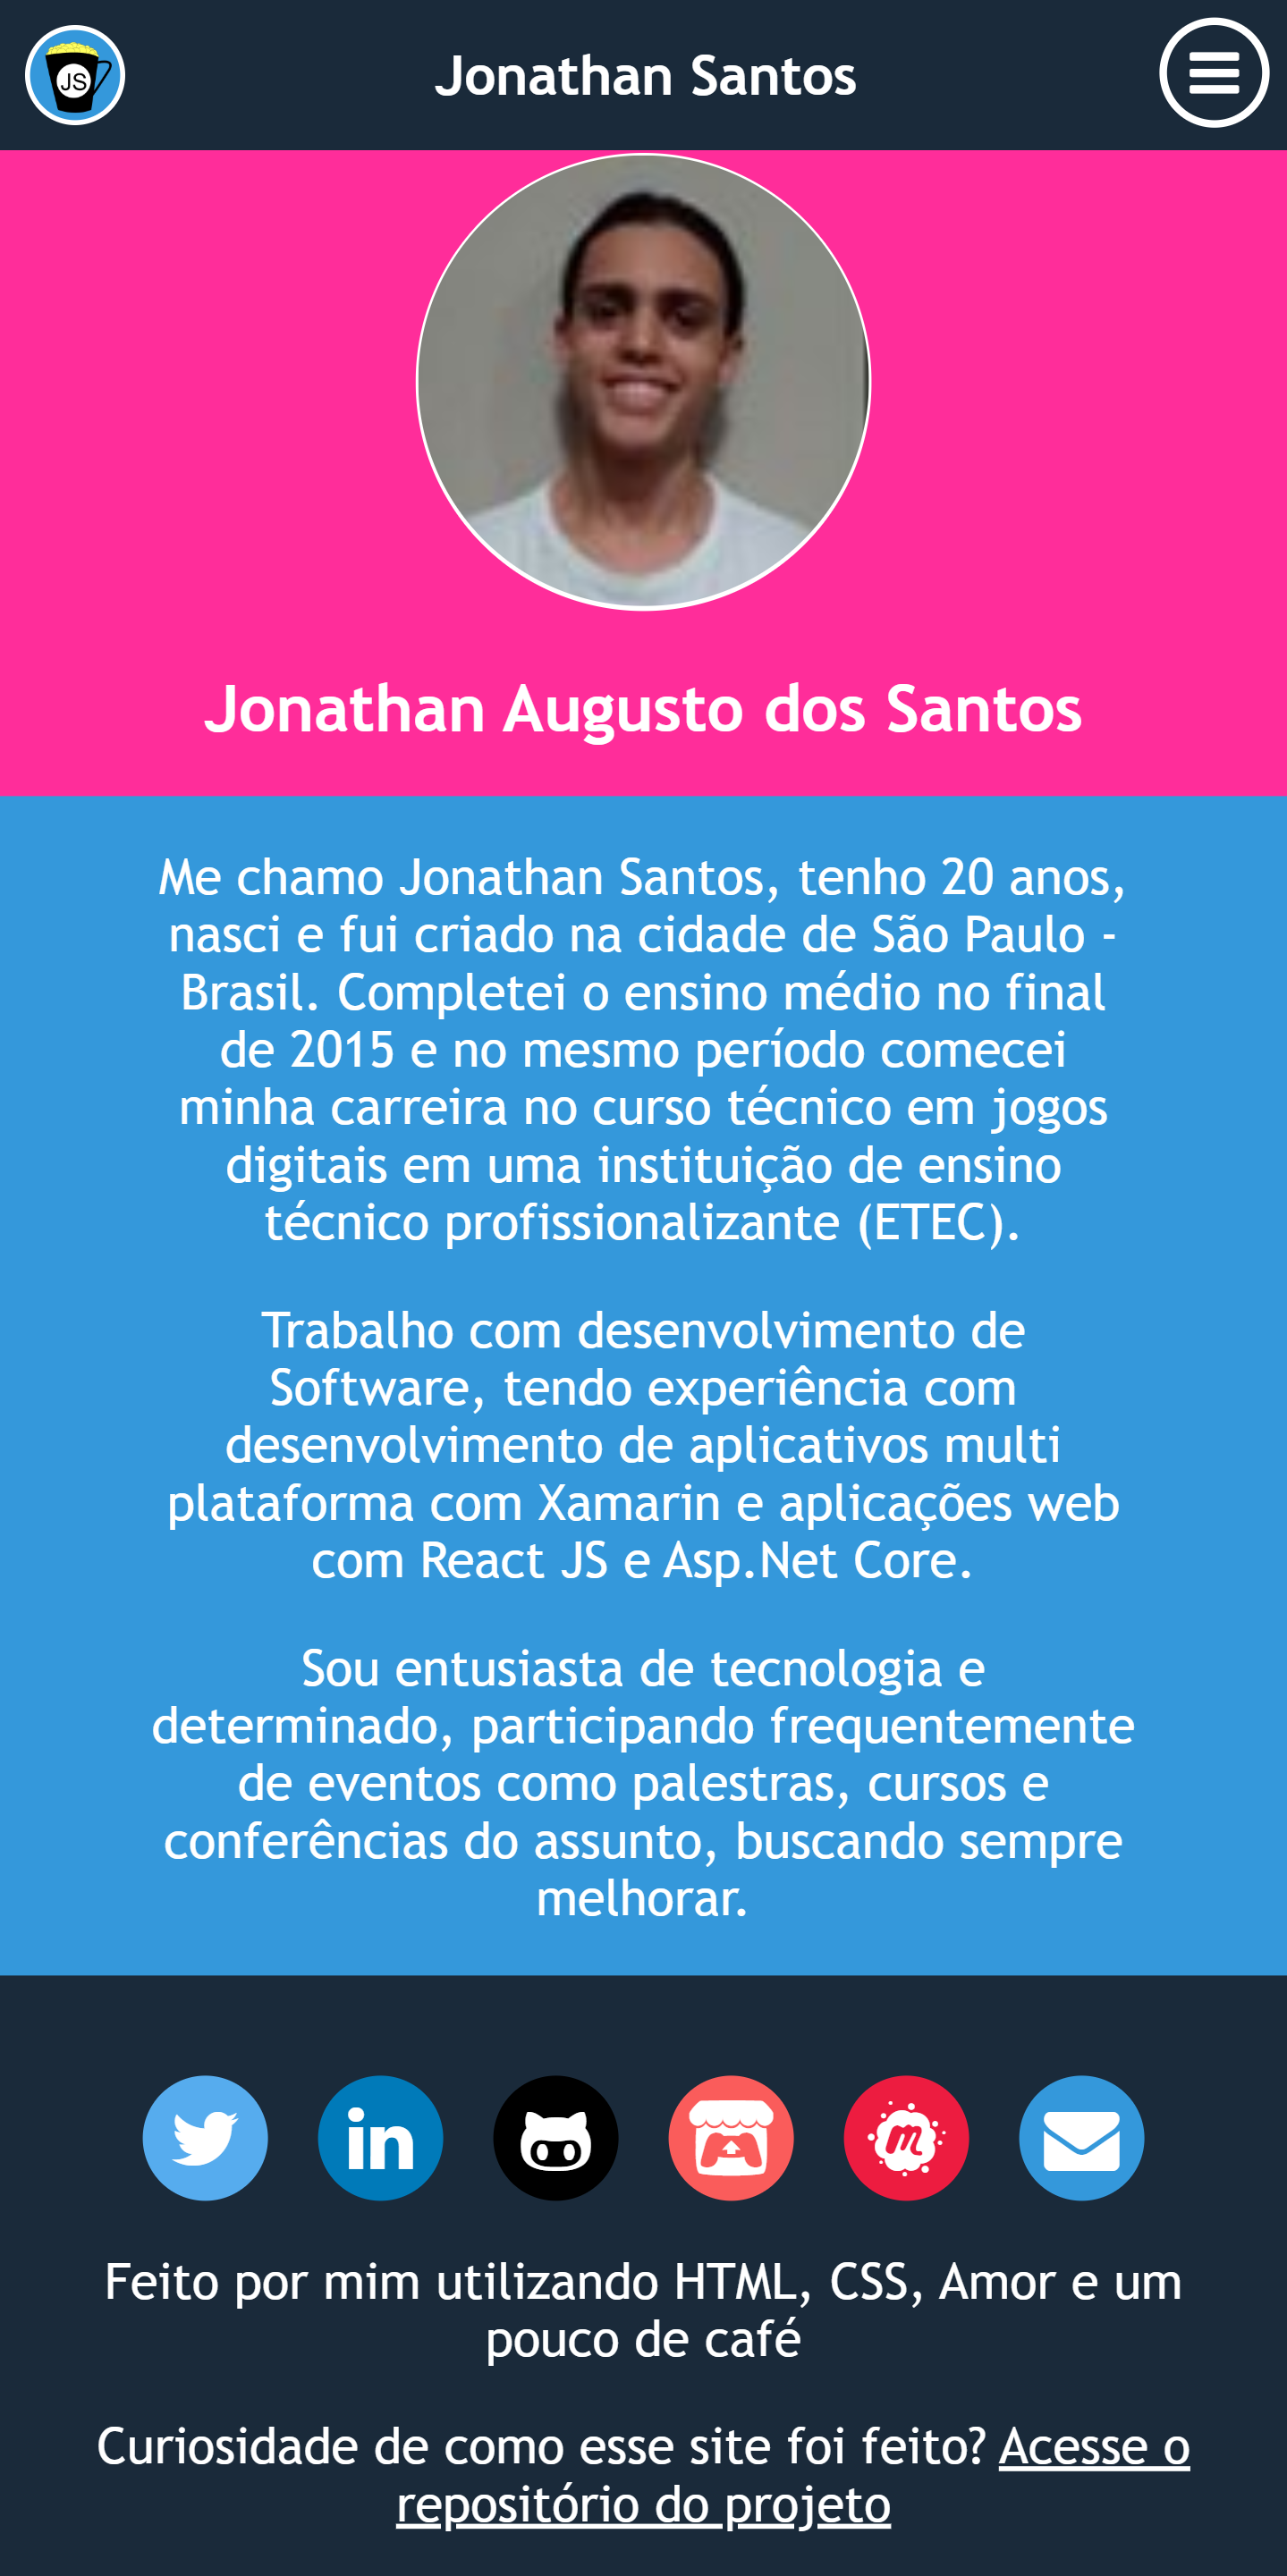 JS
Jonathan Santos
Jonathan Augusto dos Santos
Me chamo Jonathan Santos, tenho 20 anos,
nasci e fui criado na cidade de São Paulo -
Brasil. Completei o ensino médio no final
de 2015 e no mesmo período comecei
minha carreira no curso técnico em jogos
digitais em uma instituição de ensino
técnico profissionalizante (ETEC).
Trabalho com desenvolvimento de
Software, tendo experiência com
desenvolvimento de aplicativos multi
plataforma com Xamarin e aplicações web
com React JS e Asp.Net Core.
Sou entusiasta de tecnologia e
determinado, participando frequentemente
de eventos como palestras, cursos e
conferências do assunto, buscando sempre
melhorar.
in
m
Feito por mim utilizando HTML, CSS, Amor e um
pouco de café
Curiosidade de como esse site foi feito? Acesse o
repositório do projeto